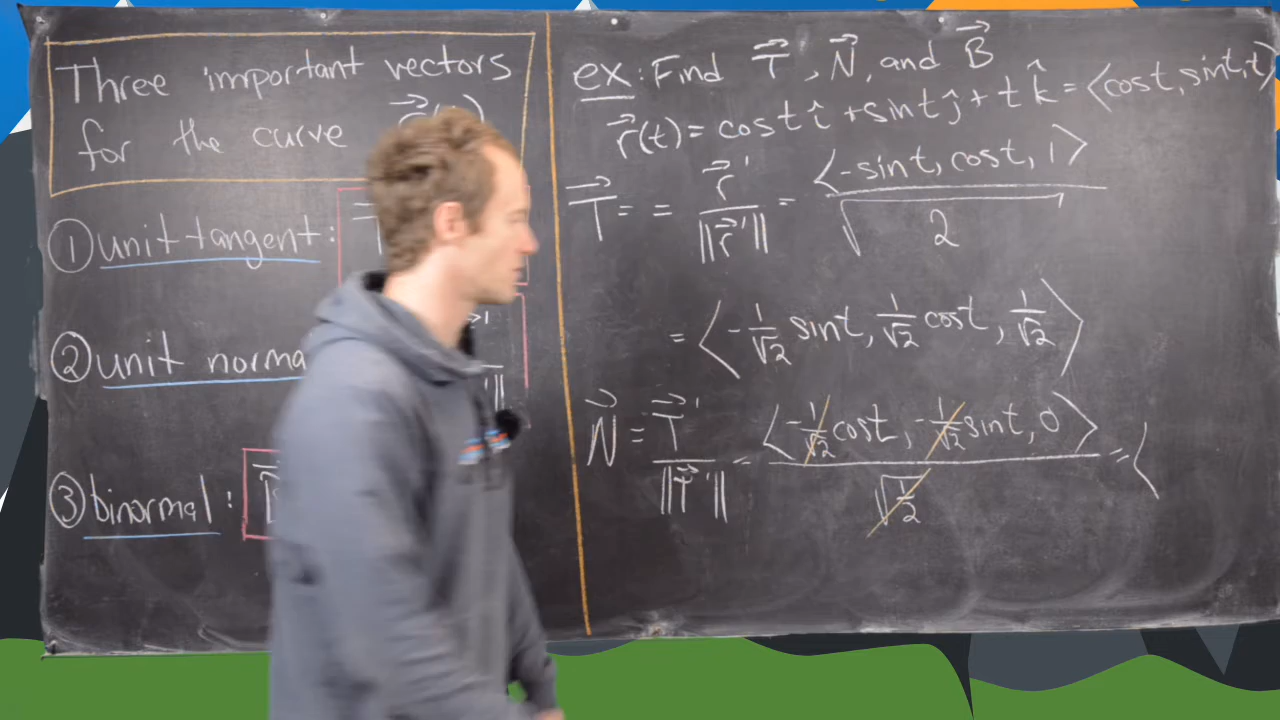 Three important vectors
for the curve
① unit tangent:
② unit
③ binormal:
ex: Find T⃗, N⃗, and B⃗
r⃗(t) = cos t î + sin t ĵ + t k̂ = ⟨cos t, sin t, t⟩
T⃗ = = r⃗'/||r⃗'|| = ⟨-sin t, cos t, 1⟩/√2
= ⟨-1/√2 sin t, 1/√2 cos t, 1/√2⟩
N⃗ = T⃗'/||T⃗'|| = ⟨-1/√2 cos t, -1/√2 sin t, 0⟩/√(1/2) = ⟨